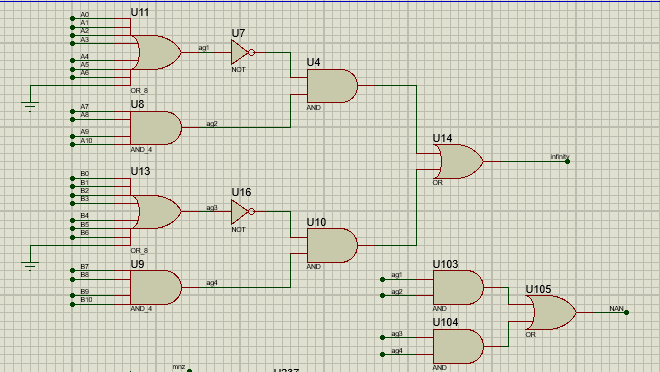 U11
A0
A1
A2
A3
A4
A5
A6
OR_8
ag1
U7
NOT
U4
AND
U8
A7
A8
A9
A10
AND_4
ag2
U14
OR
infinity
U13
B0
B1
B2
B3
B4
B5
B6
OR_8
ag3
U16
NOT
U10
AND
U9
B7
B8
B9
B10
AND_4
ag4
U103
ag1
ag2
AND
U105
OR
NAN
U104
ag3
ag4
AND
mnz